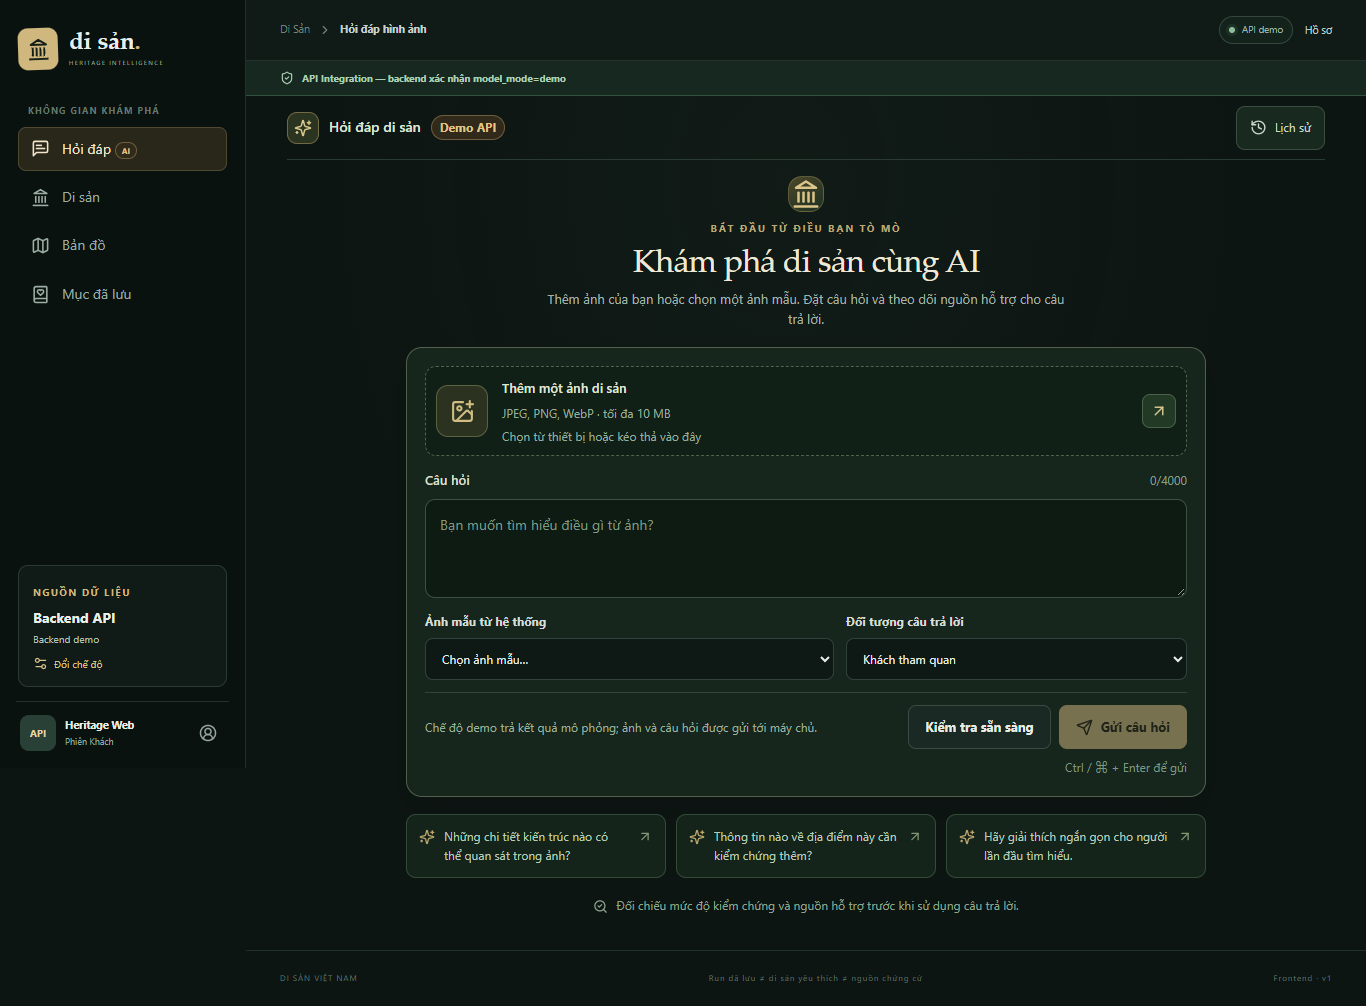 di sản.
HERITAGE INTELLIGENCE
KHÔNG GIAN KHÁM PHÁ
Hỏi đáp AI
Di sản
Bản đồ
Mục đã lưu
NGUỒN DỮ LIỆU
Backend API
Backend demo
Đổi chế độ
API
Heritage Web
Phiên Khách
Di Sản
Hỏi đáp hình ảnh
API demo
Hồ sơ
API Integration — backend xác nhận model_mode=demo
Hỏi đáp di sản
Demo API
Lịch sử
BẮT ĐẦU TỪ ĐIỀU BẠN TÒ MÒ
Khám phá di sản cùng AI
Thêm ảnh của bạn hoặc chọn một ảnh mẫu. Đặt câu hỏi và theo dõi nguồn hỗ trợ cho câu
trả lời.
Thêm một ảnh di sản
JPEG, PNG, WebP · tối đa 10 MB
Chọn từ thiết bị hoặc kéo thả vào đây
Câu hỏi
0/4000
Bạn muốn tìm hiểu điều gì từ ảnh?
Ảnh mẫu từ hệ thống
Đối tượng câu trả lời
Chọn ảnh mẫu...
Khách tham quan
Chế độ demo trả kết quả mô phỏng; ảnh và câu hỏi được gửi tới máy chủ.
Kiểm tra sẵn sàng
Gửi câu hỏi
Ctrl / ⌘ + Enter để gửi
Những chi tiết kiến trúc nào có
thể quan sát trong ảnh?
Thông tin nào về địa điểm này cần
kiểm chứng thêm?
Hãy giải thích ngắn gọn cho người
lần đầu tìm hiểu.
Đối chiếu mức độ kiểm chứng và nguồn hỗ trợ trước khi sử dụng câu trả lời.
DI SẢN VIỆT NAM
Run đã lưu ≠ di sản yêu thích ≠ nguồn chứng cứ
Frontend · v1